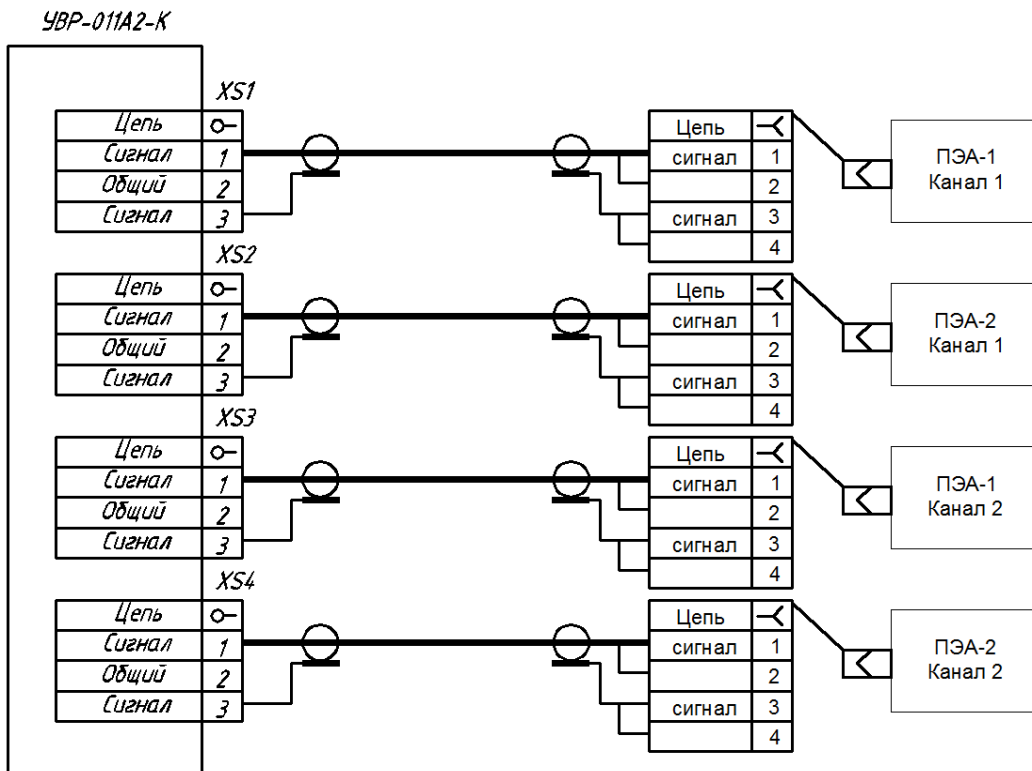 УВР-011А2-К
XS1
Цепь
Сигнал 1
Общий 2
Сигнал 3
Цепь
сигнал 1
2
сигнал 3
4
ПЭА-1
Канал 1
XS2
Цепь
Сигнал 1
Общий 2
Сигнал 3
Цепь
сигнал 1
2
сигнал 3
4
ПЭА-2
Канал 1
XS3
Цепь
Сигнал 1
Общий 2
Сигнал 3
Цепь
сигнал 1
2
сигнал 3
4
ПЭА-1
Канал 2
XS4
Цепь
Сигнал 1
Общий 2
Сигнал 3
Цепь
сигнал 1
2
сигнал 3
4
ПЭА-2
Канал 2